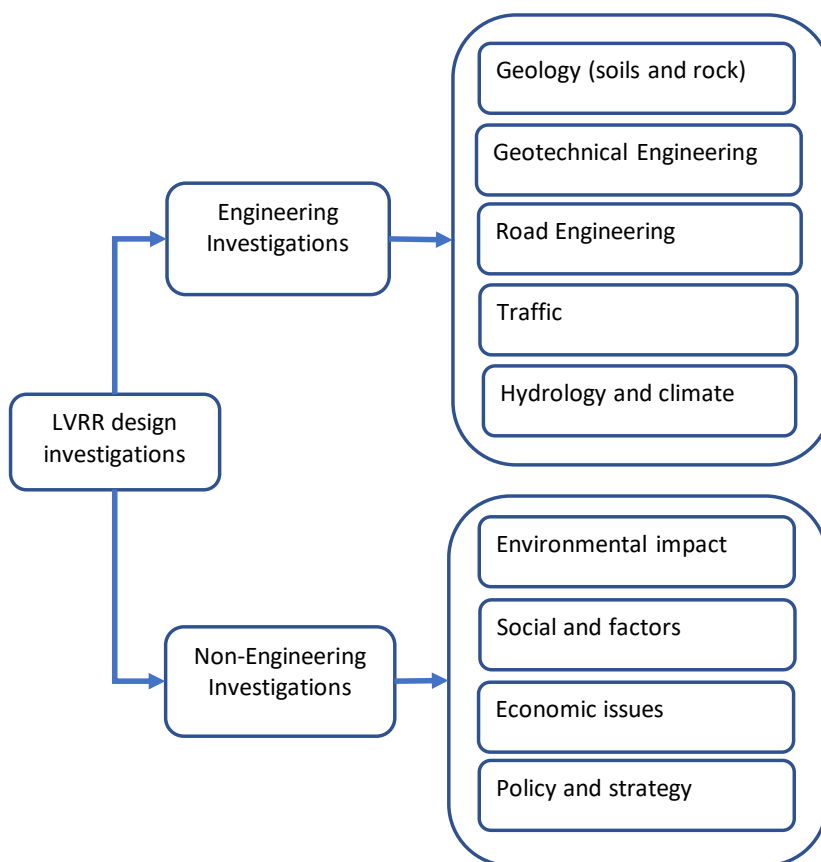 LVRR design
investigations
Engineering
Investigations
Geology (soils and rock)
Geotechnical Engineering
Road Engineering
Traffic
Hydrology and climate
Non-Engineering
Investigations
Environmental impact
Social and factors
Economic issues
Policy and strategy